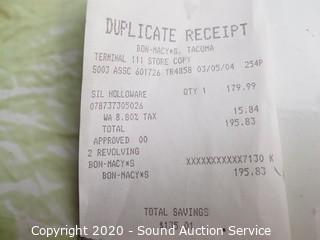 DUPLICATE RECEIPT
BON-MACY*S, TACOMA
TERMINAL 111 STORE COPY
5003 ASSC 601726 TR4858 03/05/04 254P
SIL HOLLOWARE QTY 1 179.99
078737305026
WA 8.80% TAX 15.84
TOTAL 195.83
APPROVED 00
2 REVOLVING
BON-MACY*S XXXXXXXXXXX7130 K
BON-MACY*S 195.83
TOTAL SAVINGS
Copyright 2020 - Sound Auction Service